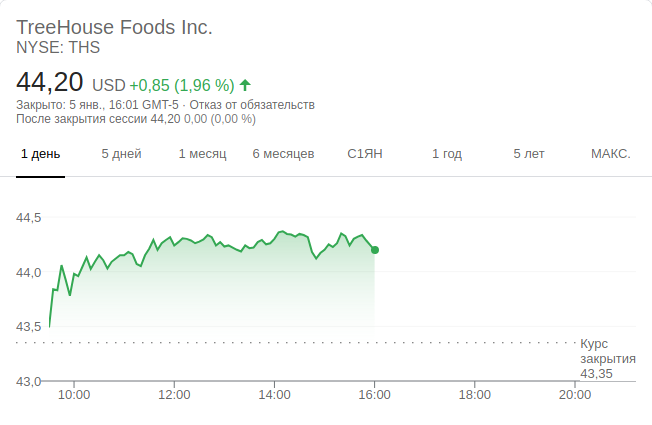 TreeHouse Foods Inc.
NYSE: THS
44,20 USD +0,85 (1,96 %)
Закрыто: 5 янв., 16:01 GMT-5 · Отказ от обязательств
После закрытия сессии 44,20 0,00 (0,00 %)
1 день 5 дней 1 месяц 6 месяцев С1ЯН 1 год 5 лет МАКС.
44,5
44,0
43,5
Курс
закрытия
43,35
43,0
10:00 12:00 14:00 16:00 18:00 20:00